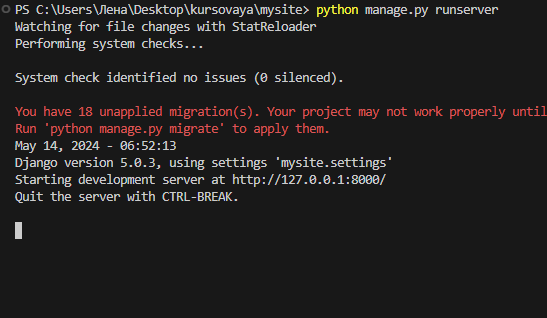 PS C:\Users\Лена\Desktop\kursovaya\mysite> python manage.py runserver
Watching for file changes with StatReloader
Performing system checks...
System check identified no issues (0 silenced).
You have 18 unapplied migration(s). Your project may not work properly until
Run 'python manage.py migrate' to apply them.
May 14, 2024 - 06:52:13
Django version 5.0.3, using settings 'mysite.settings'
Starting development server at http://127.0.0.1:8000/
Quit the server with CTRL-BREAK.